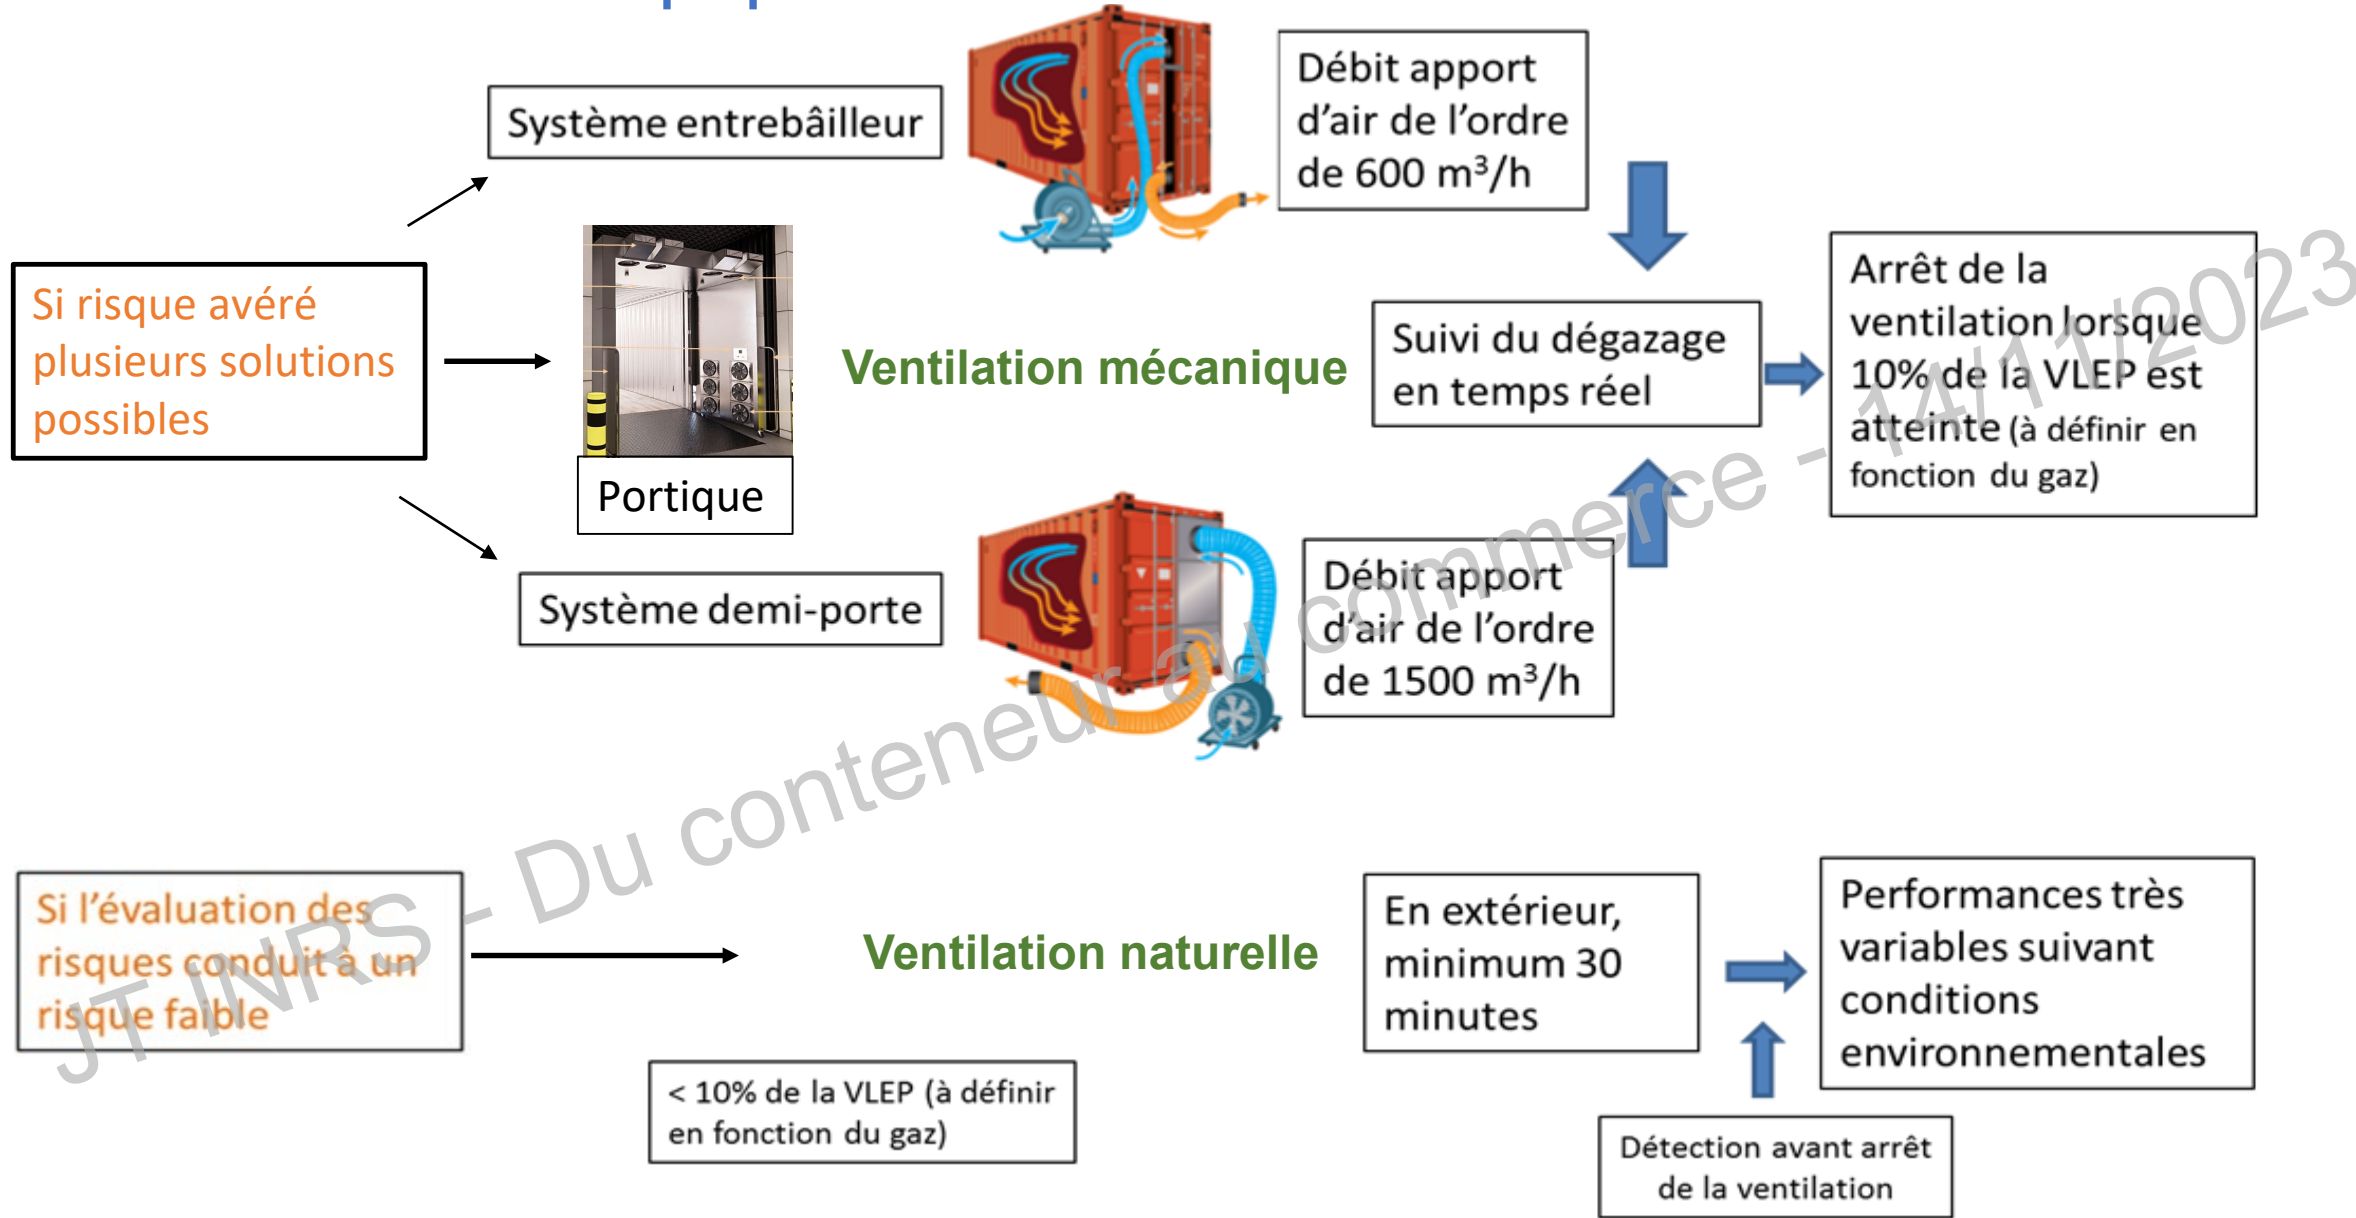 Système entrebâilleur
Débit apport
d'air de l'ordre
de 600 m³/h
Si risque avéré
plusieurs solutions
possibles
Portique
Ventilation mécanique
Suivi du dégazage
en temps réel
Arrêt de la
ventilation lorsque
10% de la VLEP est
atteinte (à définir en
fonction du gaz)
Système demi-porte
Débit apport
d'air de l'ordre
de 1500 m³/h
Si l'évaluation des
risques conduit à un
risque faible
Ventilation naturelle
< 10% de la VLEP (à définir
en fonction du gaz)
En extérieur,
minimum 30
minutes
Performances très
variables suivant
conditions
environnementales
Détection avant arrêt
de la ventilation
JT INRS - Du conteneur au commerce - 14/11/2023